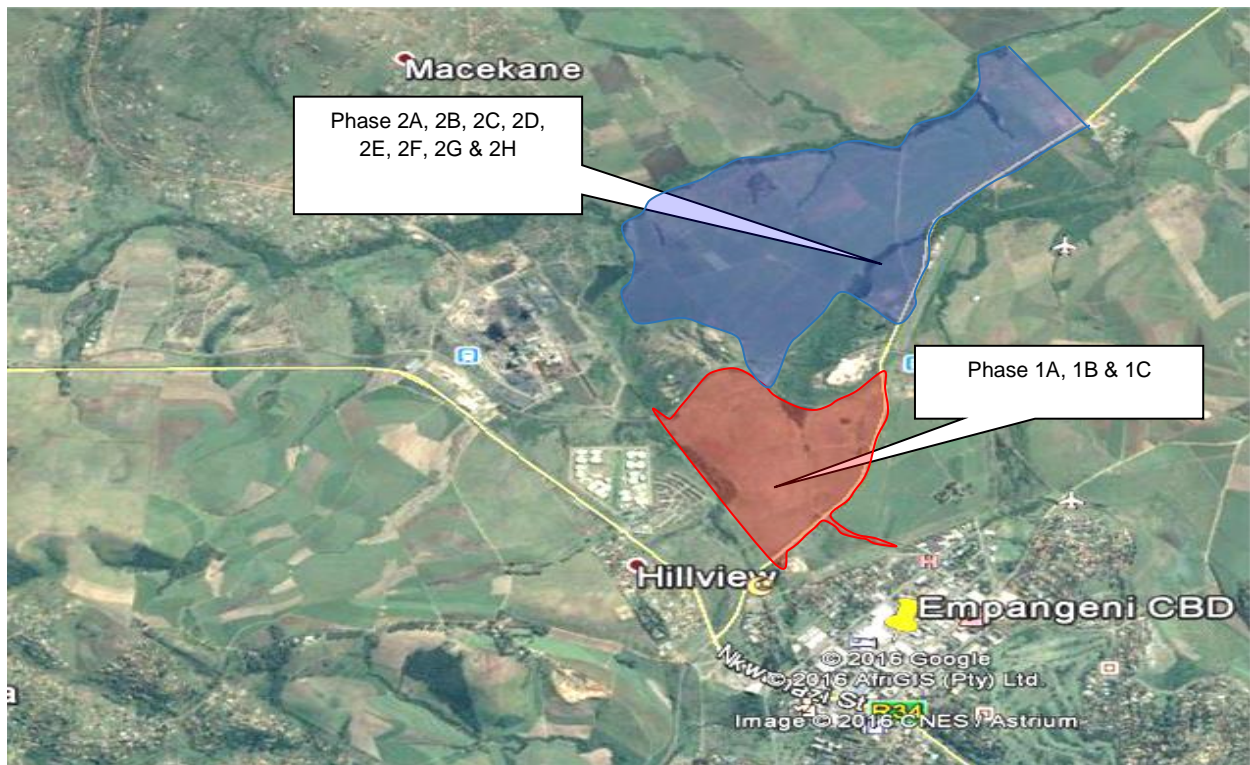 Macekane
Phase 2A, 2B, 2C, 2D,
2E, 2F, 2G & 2H
Phase 1A, 1B & 1C
Hillview
H
Empangeni CBD
© 2016 Google
© 2016 AfriGIS (Pty) Ltd.
St
R34
Image © 2016 CNES / Astrium
a